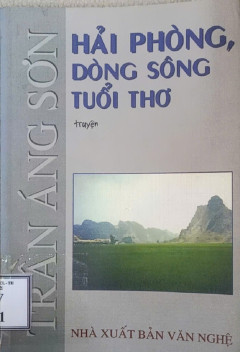 HẢI PHÒNG,
DÒNG SÔNG
TUỔI THƠ
truyện
TRẦN ÁNG SƠN
NHÀ XUẤT BẢN VĂN NGHỆ